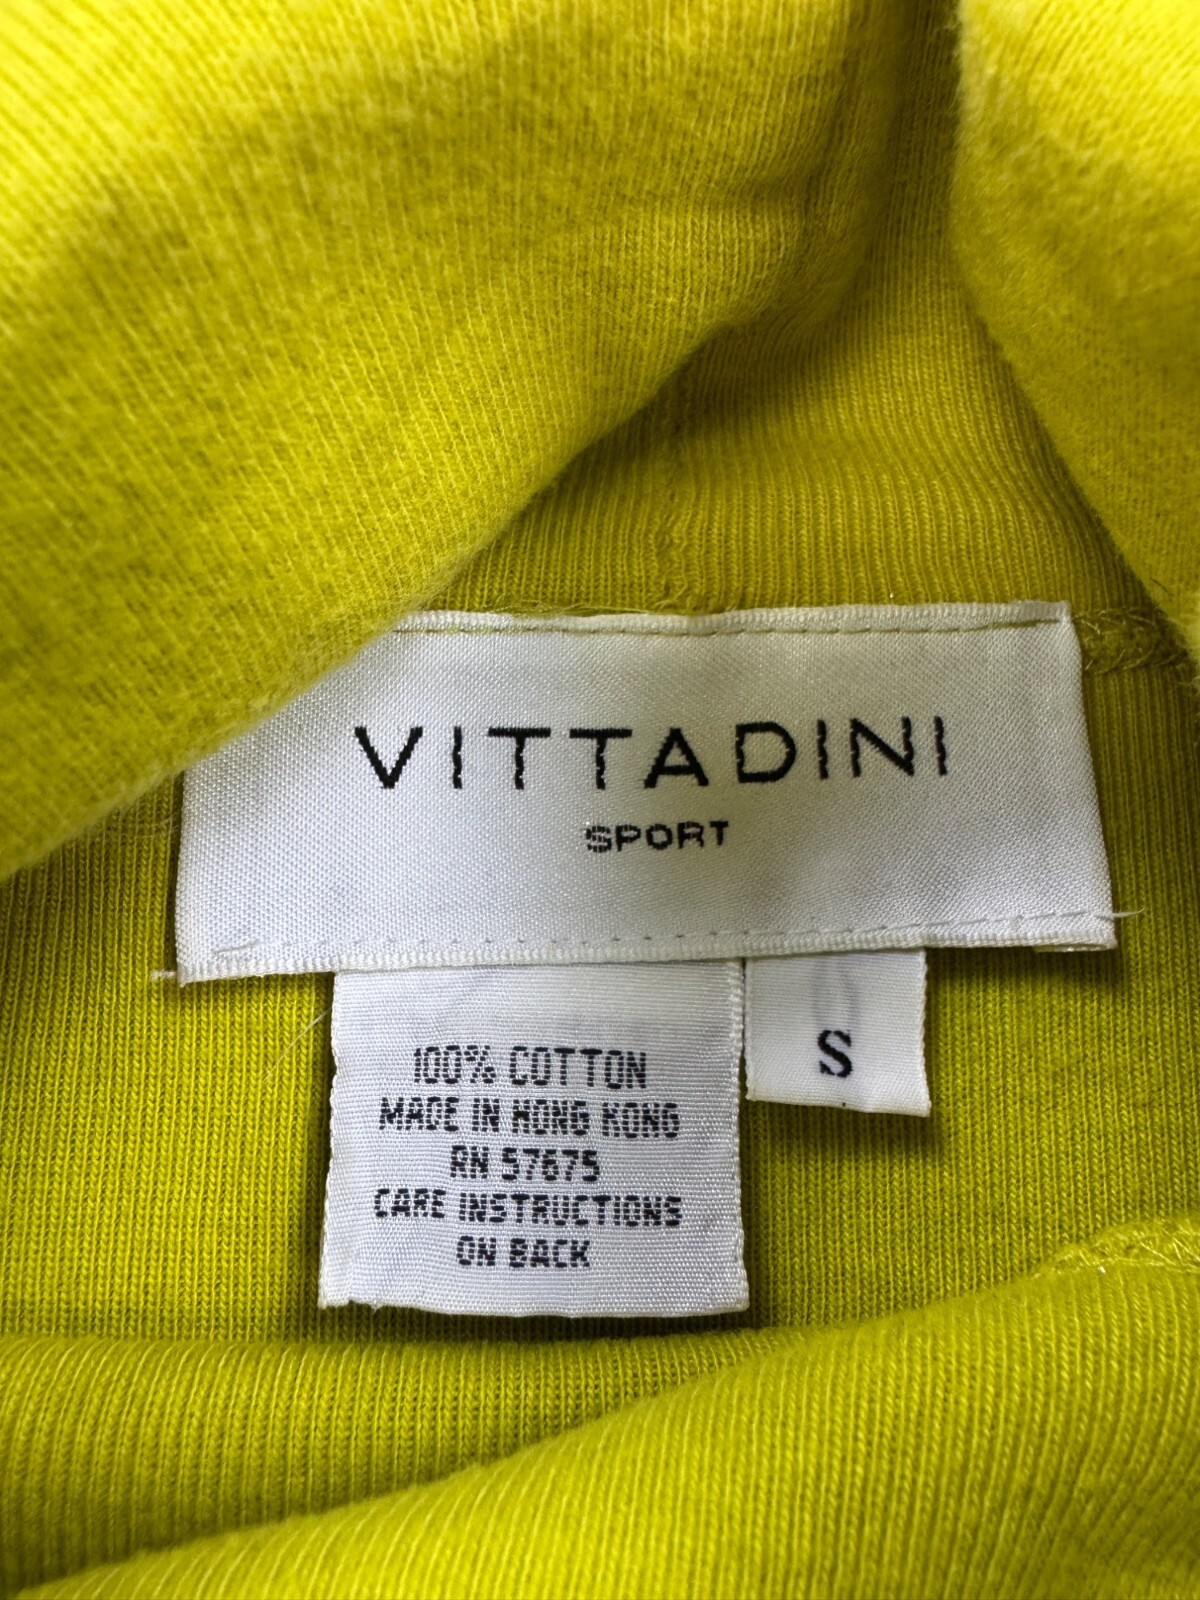 VITTADINI
SPORT
S
100% COTTON
MADE IN HONG KONG
RN 57675
CARE INSTRUCTIONS
ON BACK